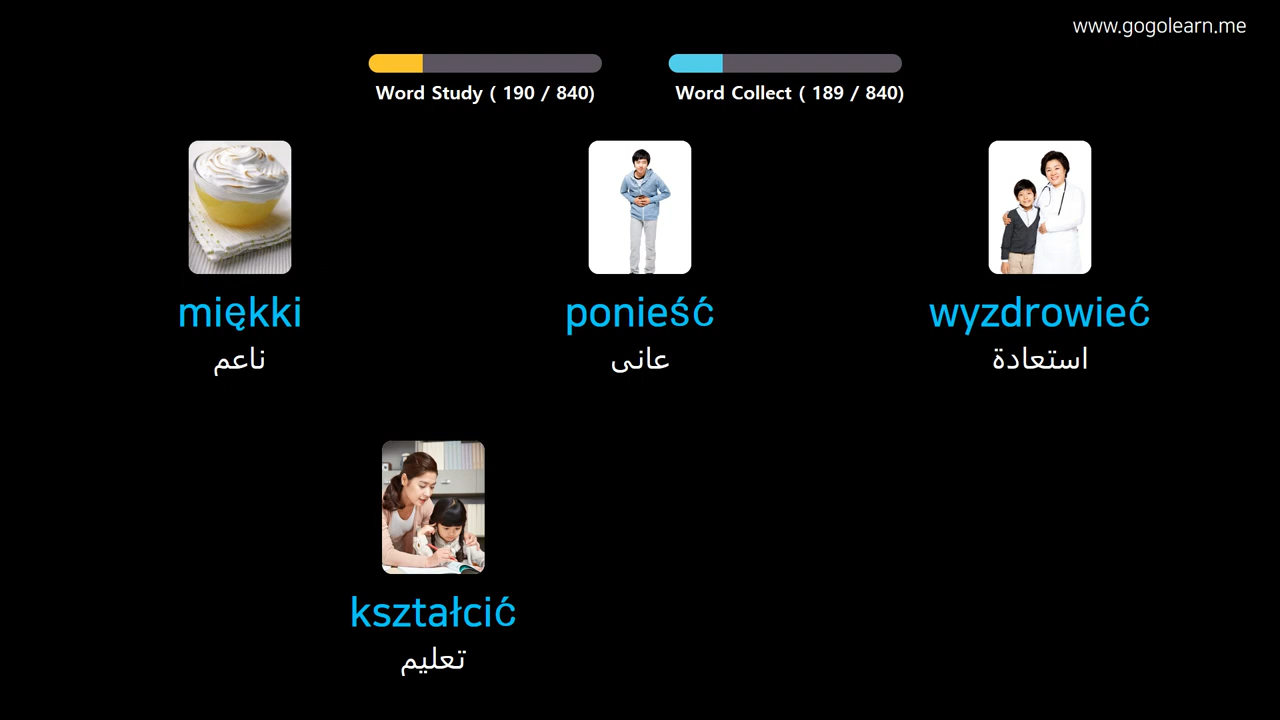 www.gogolearn.me
Word Study ( 190 / 840)
Word Collect ( 189 / 840)
miękki
ناعم
ponieść
عانى
wyzdrowieć
استعادة
kształcić
تعليم